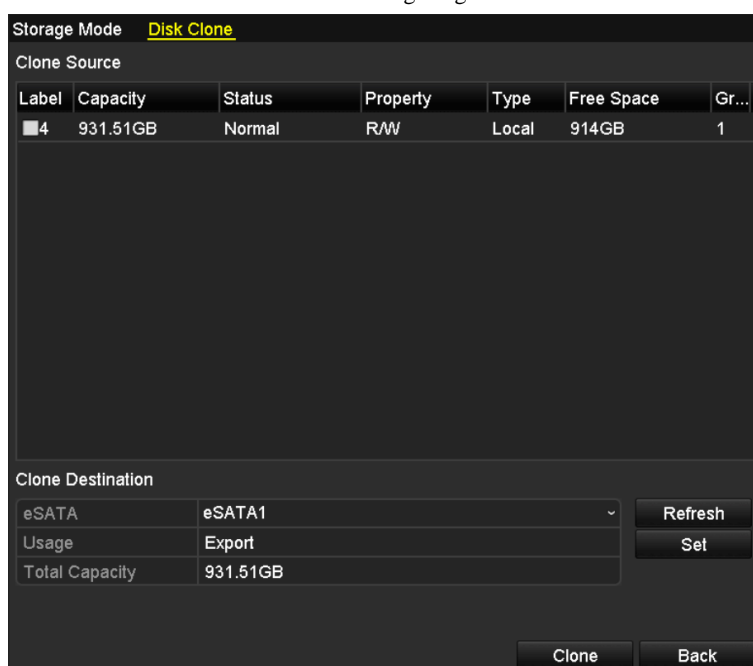 Storage Mode Disk Clone
Clone Source
Label Capacity Status Property Type Free Space Gr...
4 931.51GB Normal R/W Local 914GB 1
Clone Destination
eSATA eSATA1 Refresh
Usage Export Set
Total Capacity 931.51GB
Clone Back